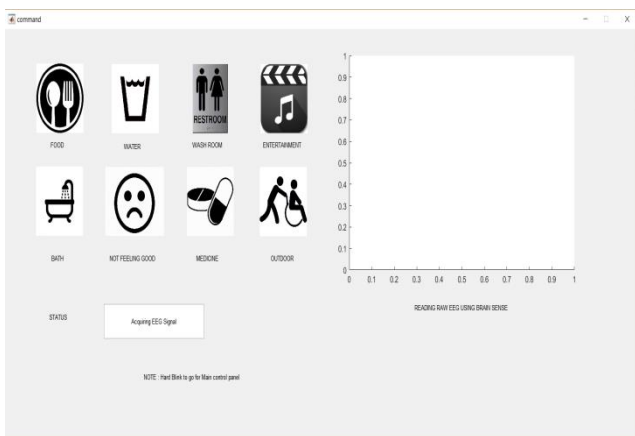 command
RESTROOM
FOOD
WATER
WASH ROOM
ENTERTAINMENT
BATH
NOT FEELING GOOD
MEDICINE
OUTDOOR
STATUS
Acquiring EEG Signal
NOTE : Hard Blink to go for Main control panel
1
0.9
0.8
0.7
0.6
0.5
0.4
0.3
0.2
0.1
0
0 0.1 0.2 0.3 0.4 0.5 0.6 0.7 0.8 0.9 1
READING RAW EEG USING BRAIN SENSE